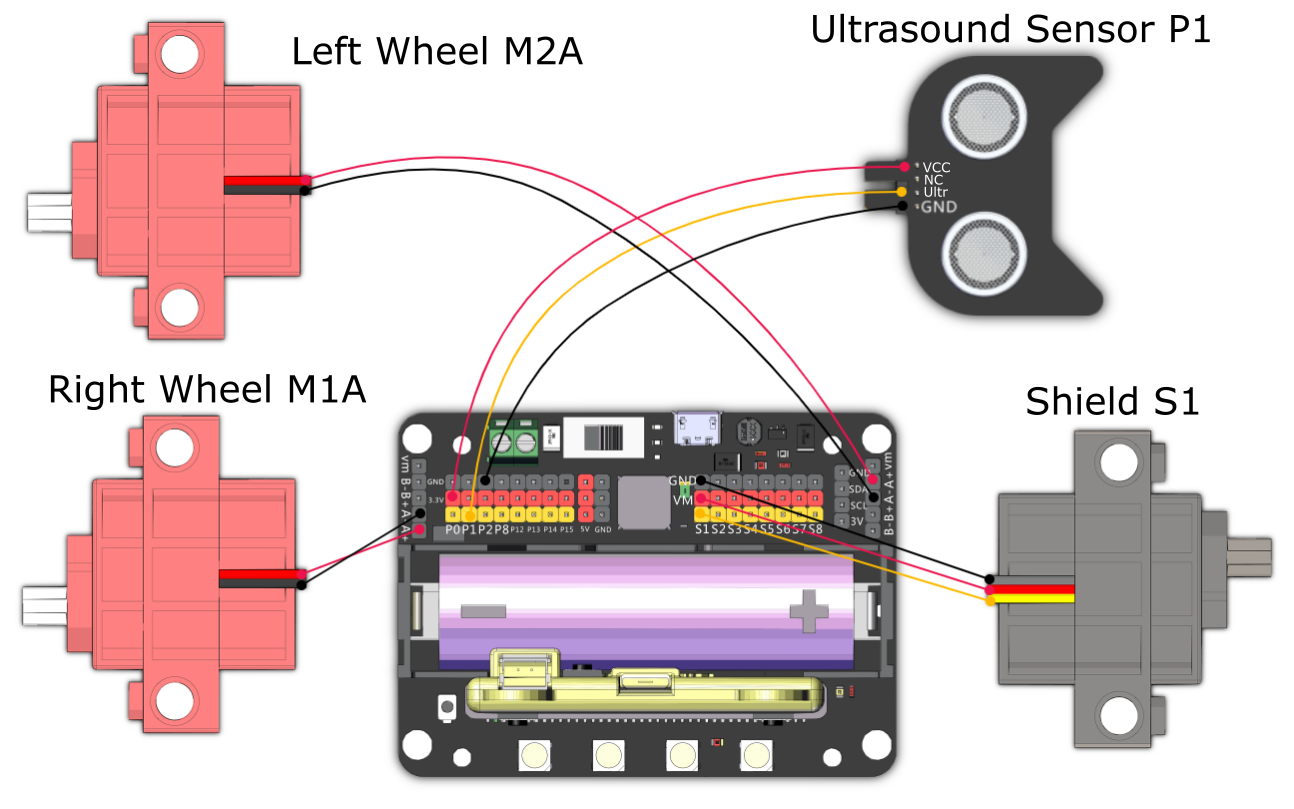 Left Wheel M2A
Ultrasound Sensor P1
VCC
NC
Ultr
GND
Right Wheel M1A
Shield S1
vm B- B+ A- A+
GND
3.3V
P0 P1 P2 P8 P12 P13 P14 P15 5V GND
GND
VM
S1 S2 S3 S4 S5 S6 S7 S8
GND
SDA
SCL
3V
B- B+ A- A+ vm